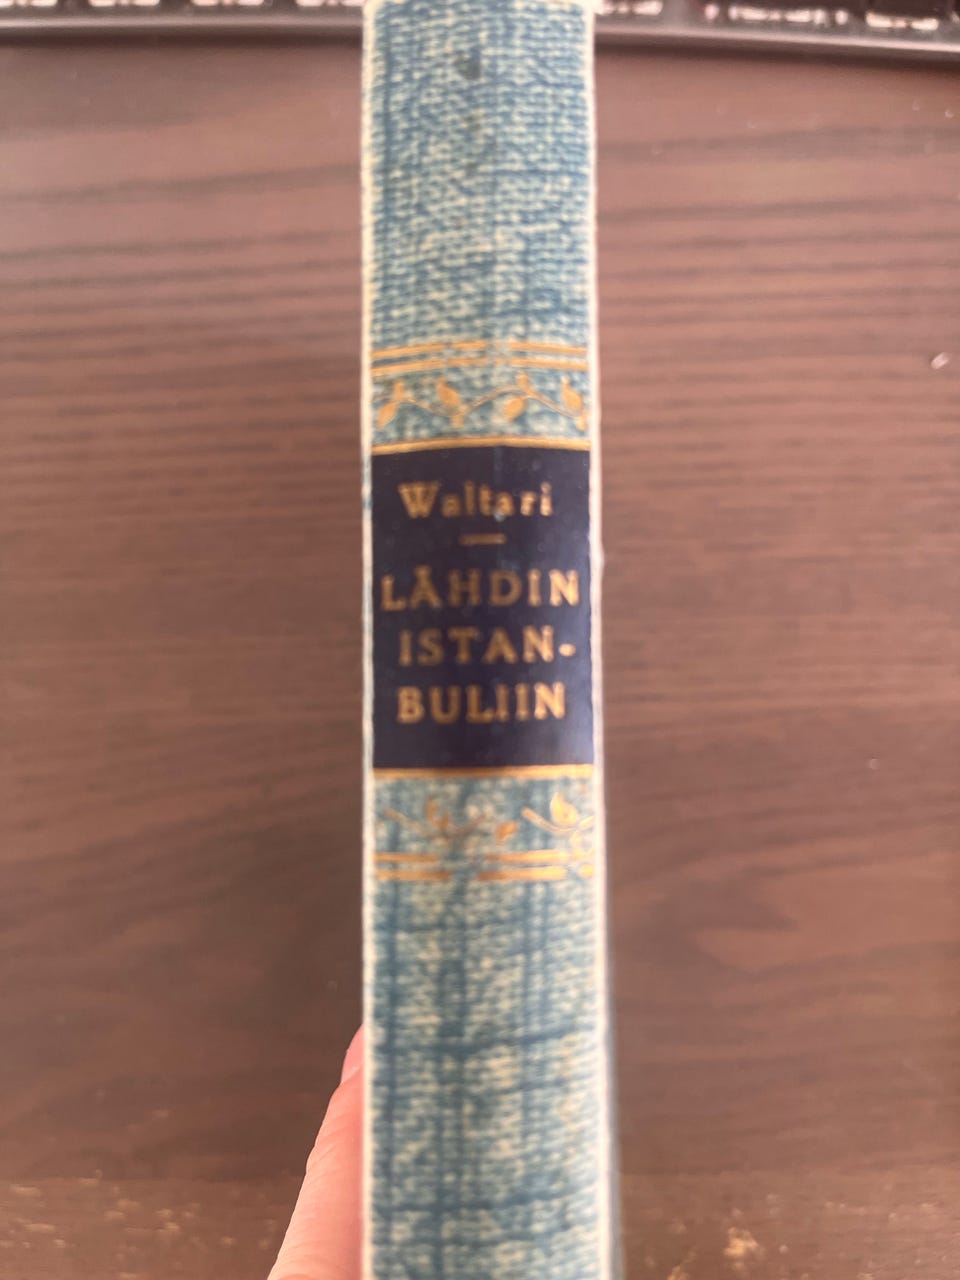 Waltari
LÄHDIN
ISTAN-
BULIIN